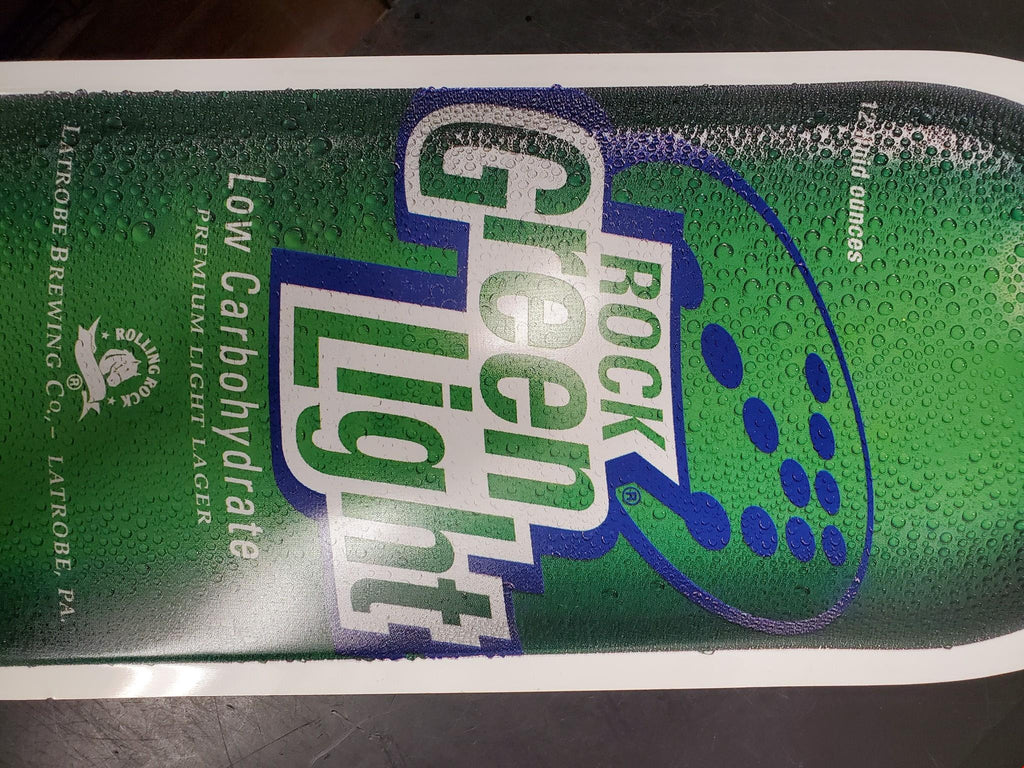 12 fluid ounces
ROCK
Green
Light
®
Low Carbohydrate
PREMIUM LIGHT LAGER
ROLLING ROCK
®
LATROBE BREWING CO,– LATROBE, PA.